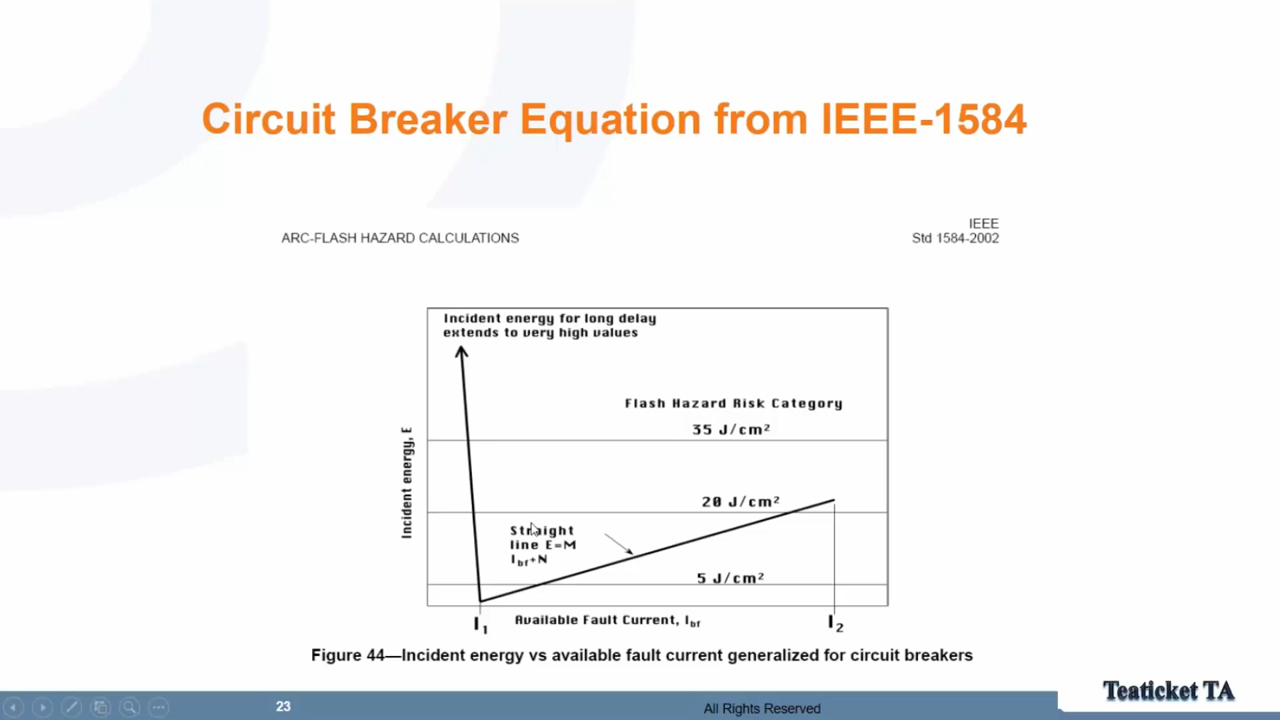 Circuit Breaker Equation from IEEE-1584
IEEE
ARC-FLASH HAZARD CALCULATIONS
Std 1584-2002
Incident energy for long delay
extends to very high values
Flash Hazard Risk Category
35 J/cm²
Incident energy, E
20 J/cm²
Straight
line E=M
Ibf+N
5 J/cm²
I1
Available Fault Current, Ibf
I2
Figure 44—Incident energy vs available fault current generalized for circuit breakers
Teaticket TA
23
All Rights Reserved